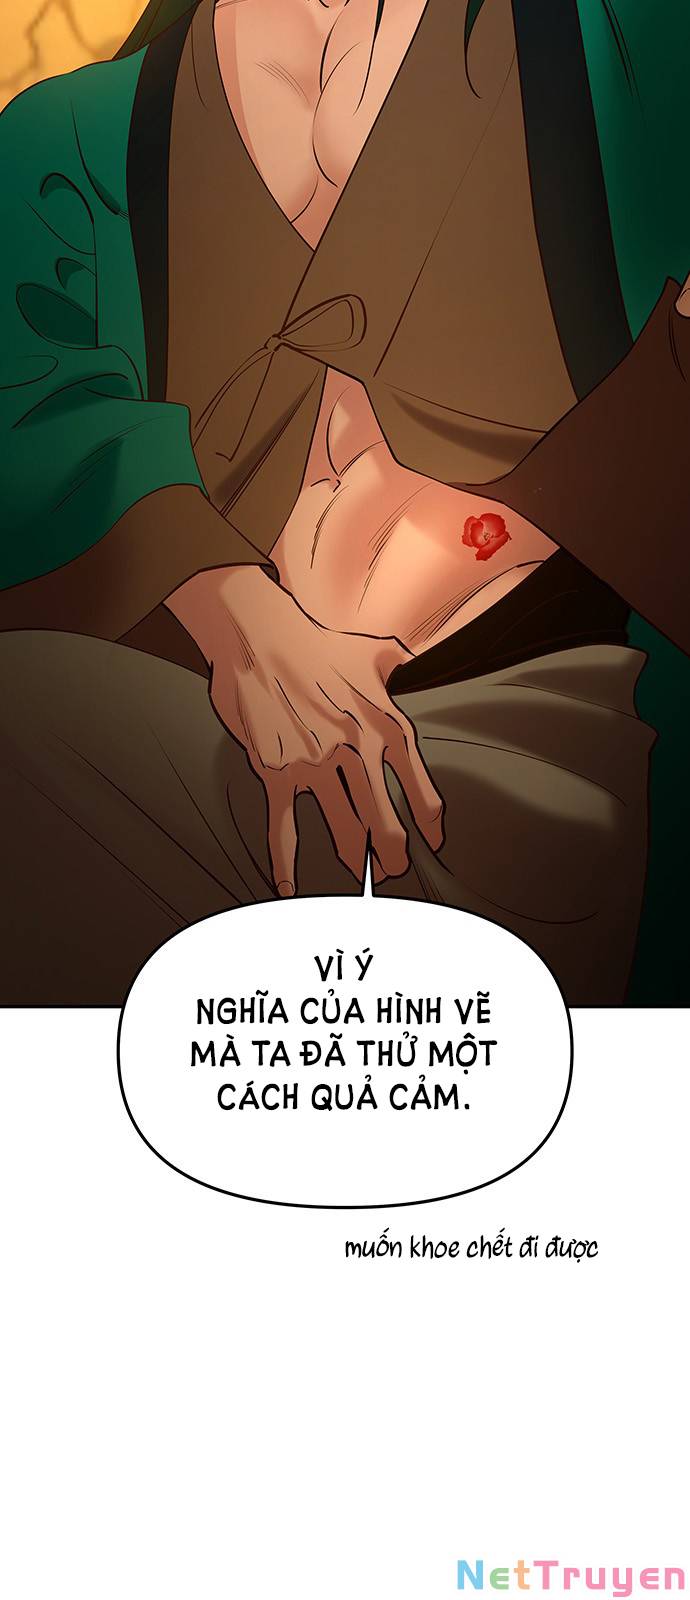 VÌ Ý
NGHĨA CỦA HÌNH VẼ
MÀ TA ĐÃ THỬ MỘT
CÁCH QUẢ CẢM.
muốn khoe chết đi được
NetTruyen